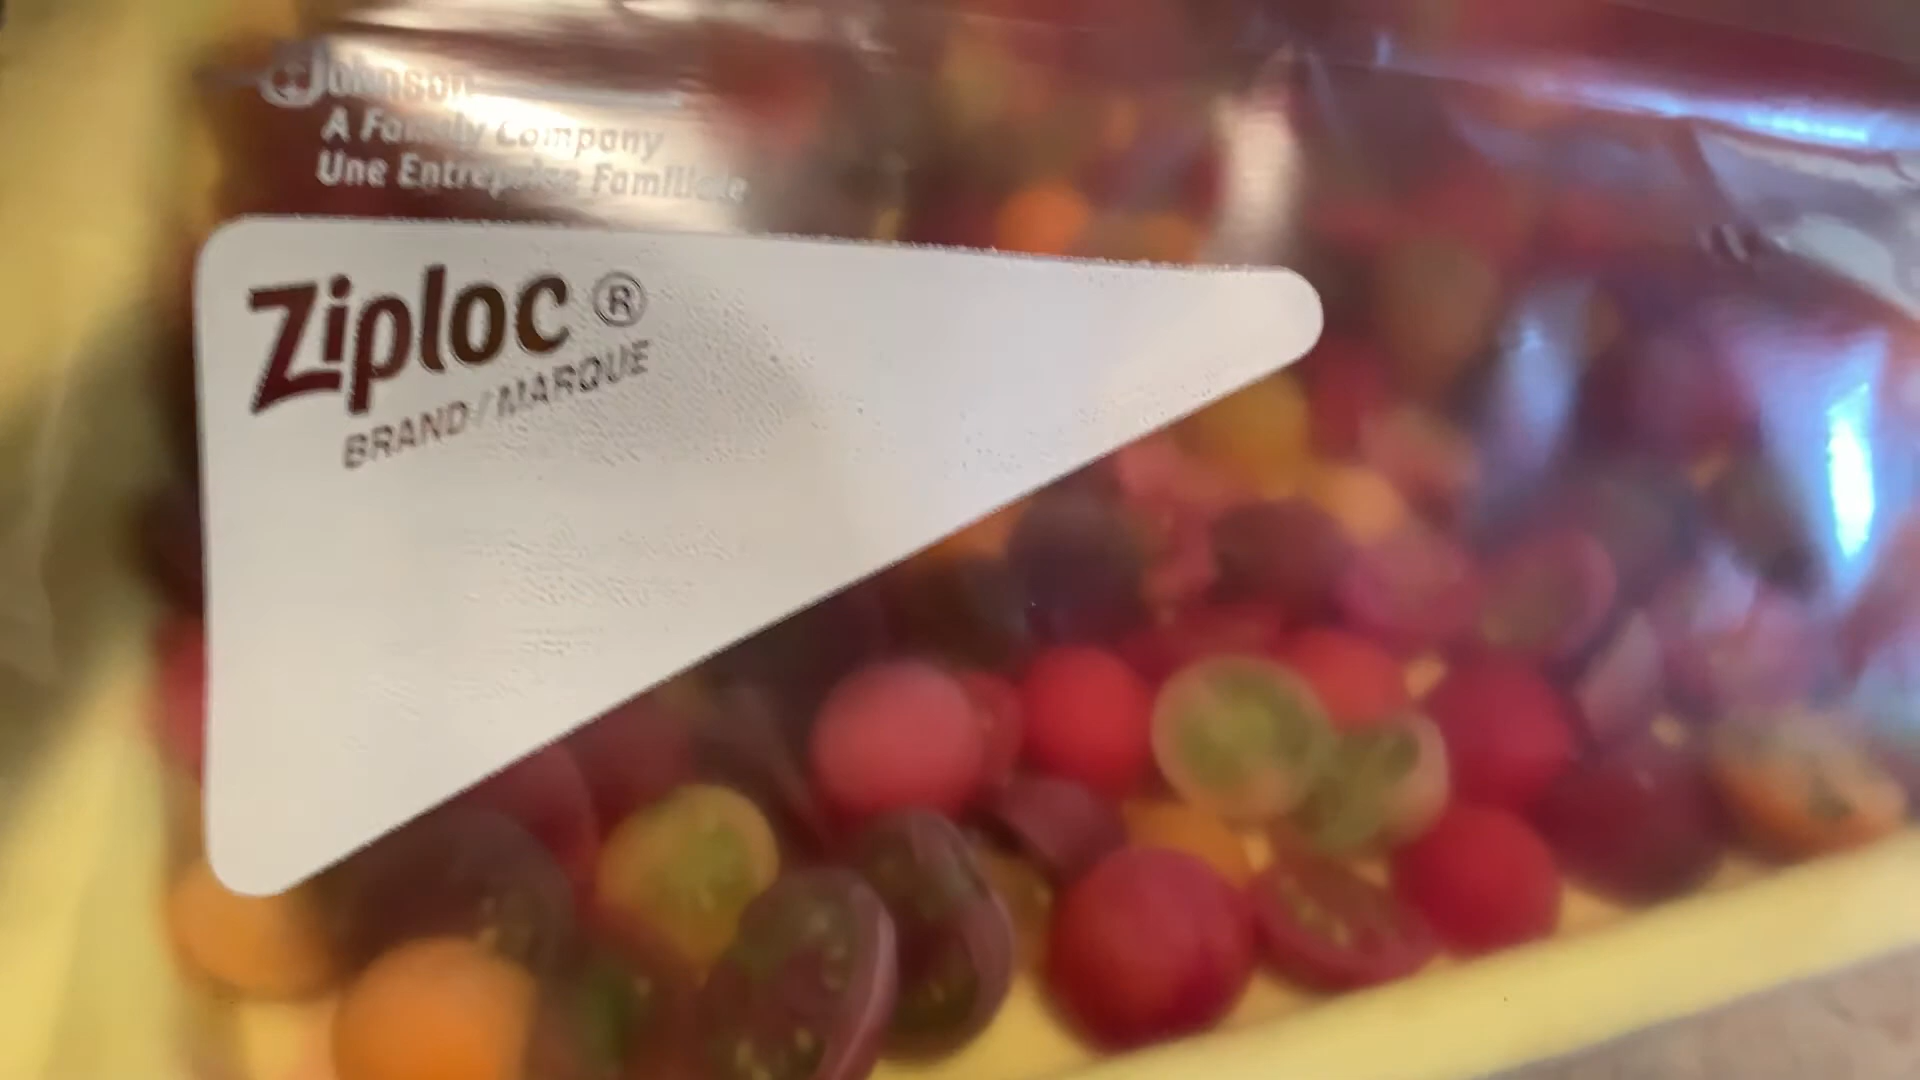 Johnson
A Family Company
Une Entreprise Familiale
Ziploc®
BRAND/MARQUE